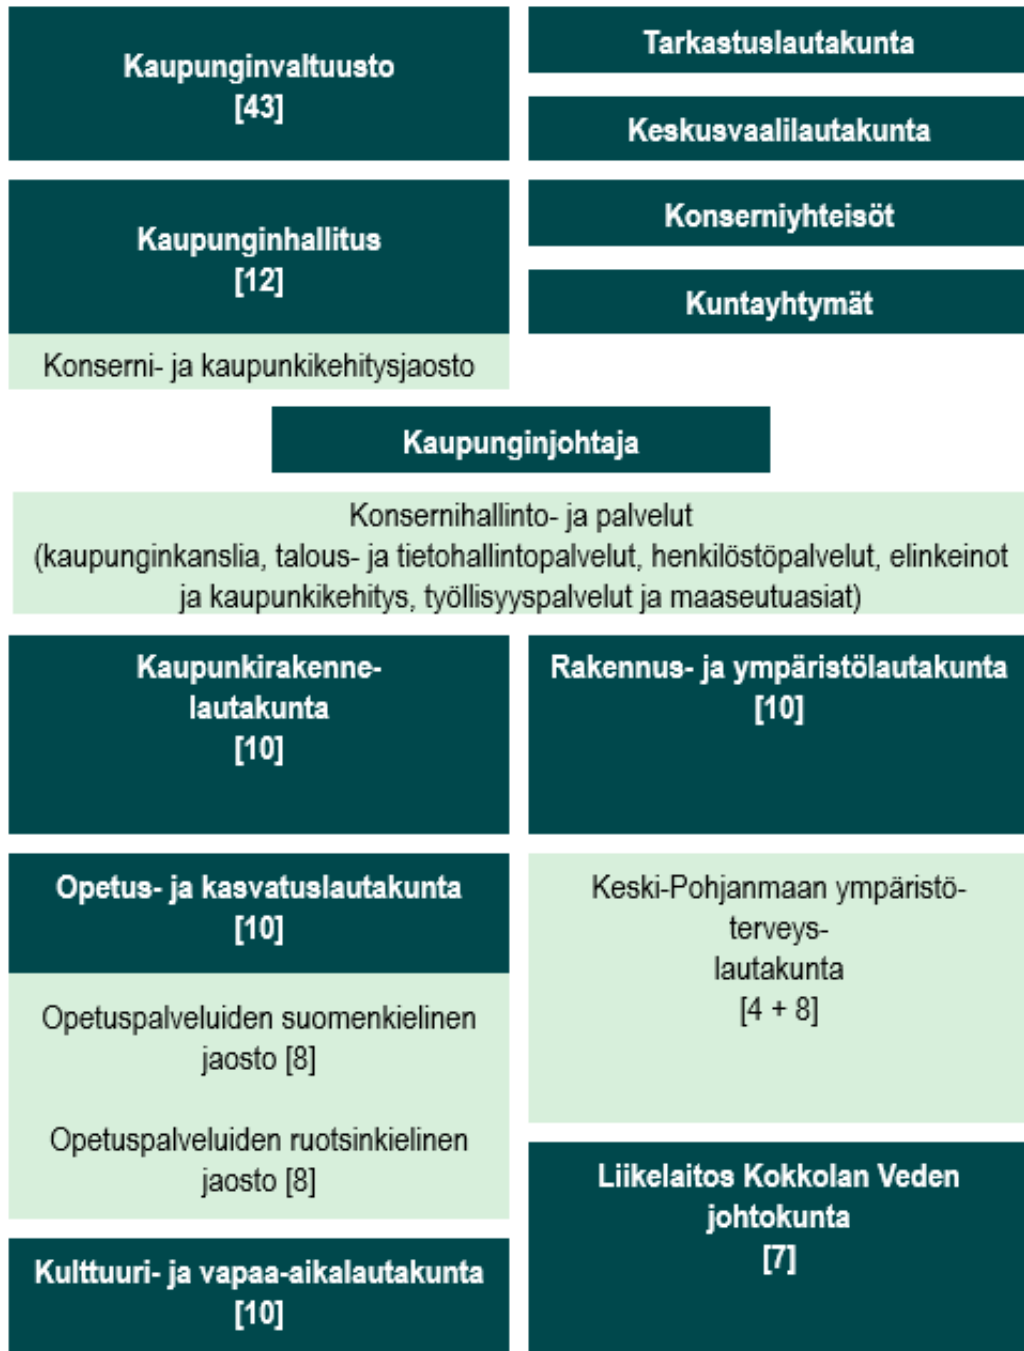 Kaupunginvaltuusto
[43]
Tarkastuslautakunta
Keskusvaalilautakunta
Kaupunginhallitus
[12]
Konserni- ja kaupunkikehitysjaosto
Konserniyhteisöt
Kuntayhtymät
Kaupunginjohtaja
Konsernihallinto- ja palvelut
(kaupunginkanslia, talous- ja tietohallintopalvelut, henkilöstöpalvelut, elinkeinot
ja kaupunkikehitys, työllisyyspalvelut ja maaseutuasiat)
Kaupunkirakenne-
lautakunta
[10]
Rakennus- ja ympäristölautakunta
[10]
Opetus- ja kasvatuslautakunta
[10]
Opetuspalveluiden suomenkielinen
jaosto [8]
Opetuspalveluiden ruotsinkielinen
jaosto [8]
Keski-Pohjanmaan ympäristö-
terveys-
lautakunta
[4 + 8]
Kulttuuri- ja vapaa-aikalautakunta
[10]
Liikelaitos Kokkolan Veden
johtokunta
[7]